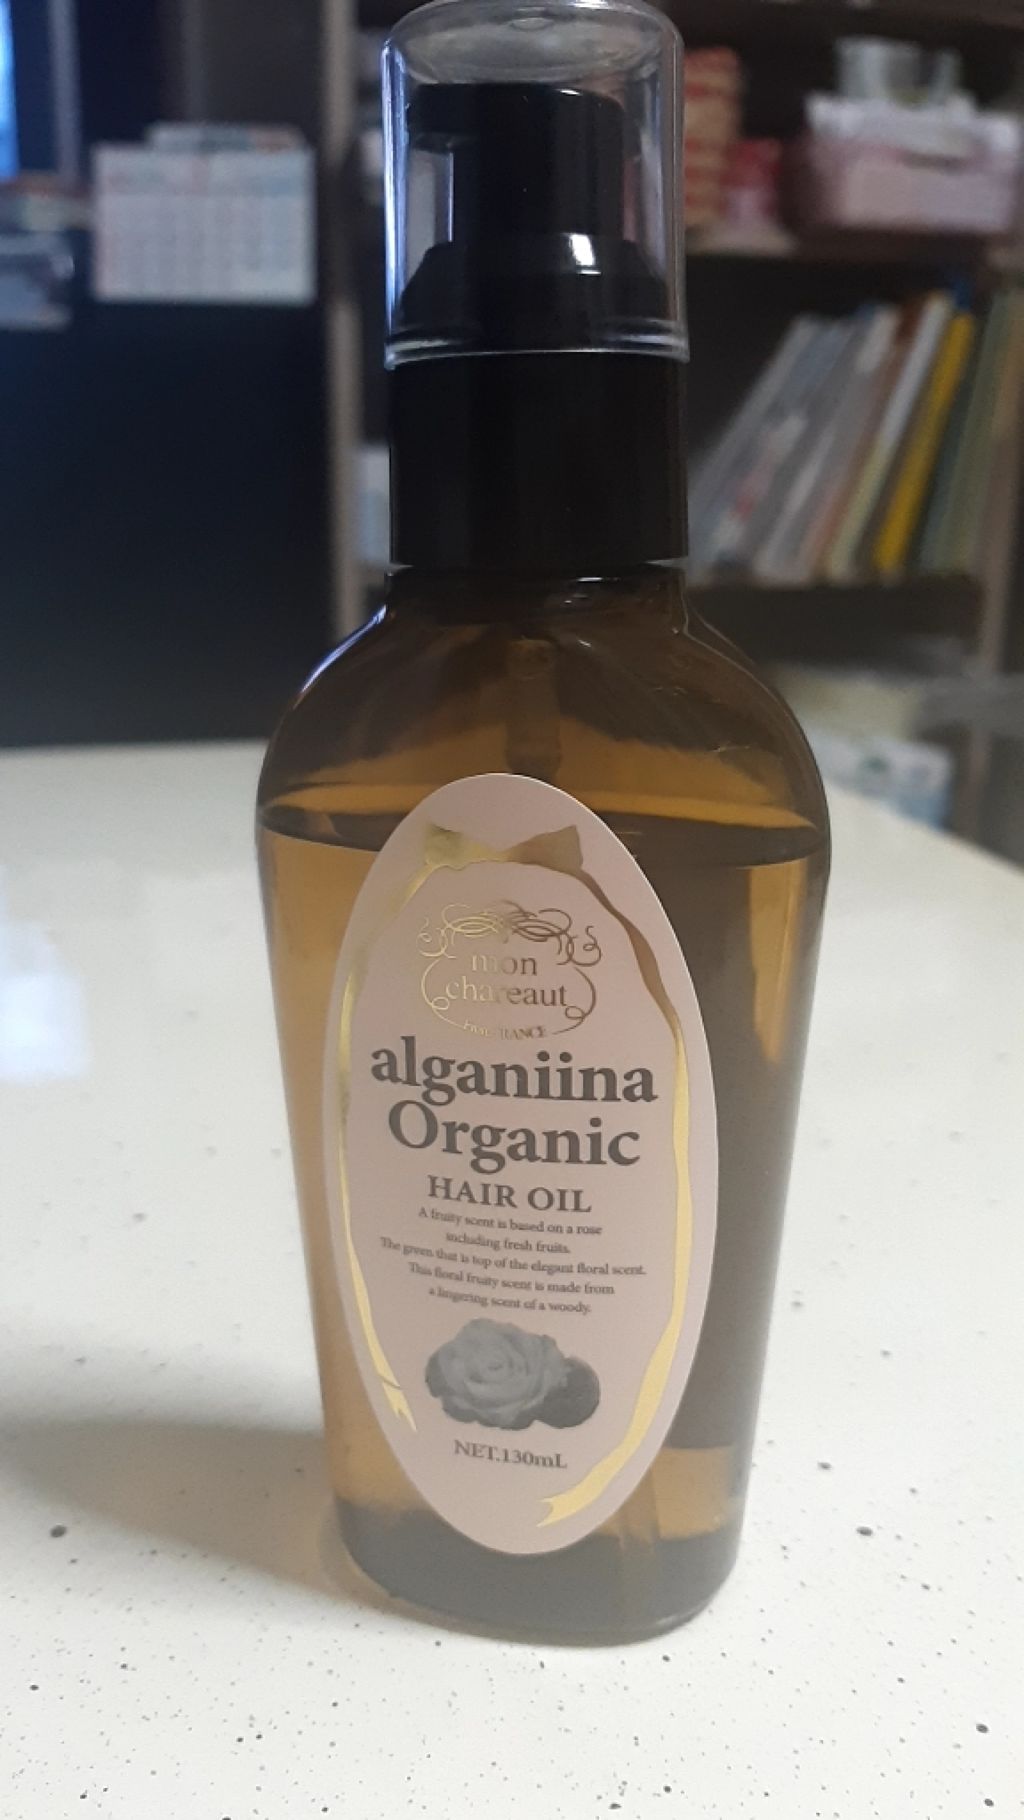 mon
chareaut
FRAGRANCE
alganiina
Organic
HAIR OIL
A fruity scent is based on a rose
including fresh fruits.
The green that is top of the elegant floral scent.
This floral fruity scent is made from
a lingering scent of a woody.
NET.130mL